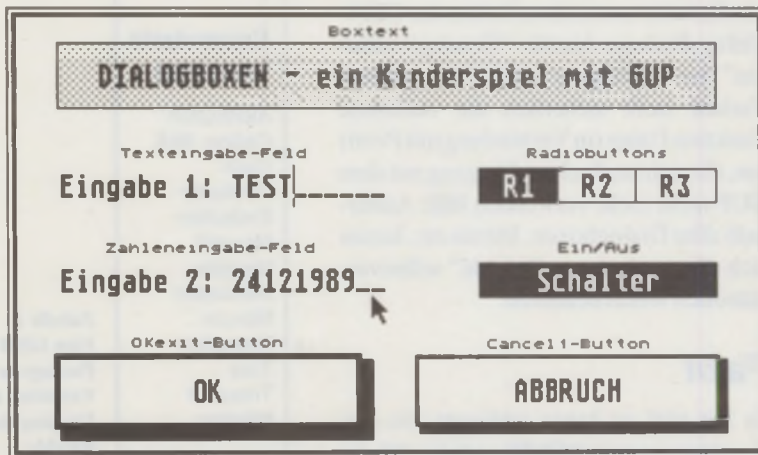 Boxtext
DIALOGBOXEN - ein Kinderspiel mit GUP
Texteingabe-Feld
Eingabe 1: TEST______
Radiobuttons
R1 R2 R3
Zahleneingabe-Feld
Eingabe 2: 24121989__
Ein/Aus
Schalter
OKexit-Button
OK
Cancel1-Button
ABBRUCH